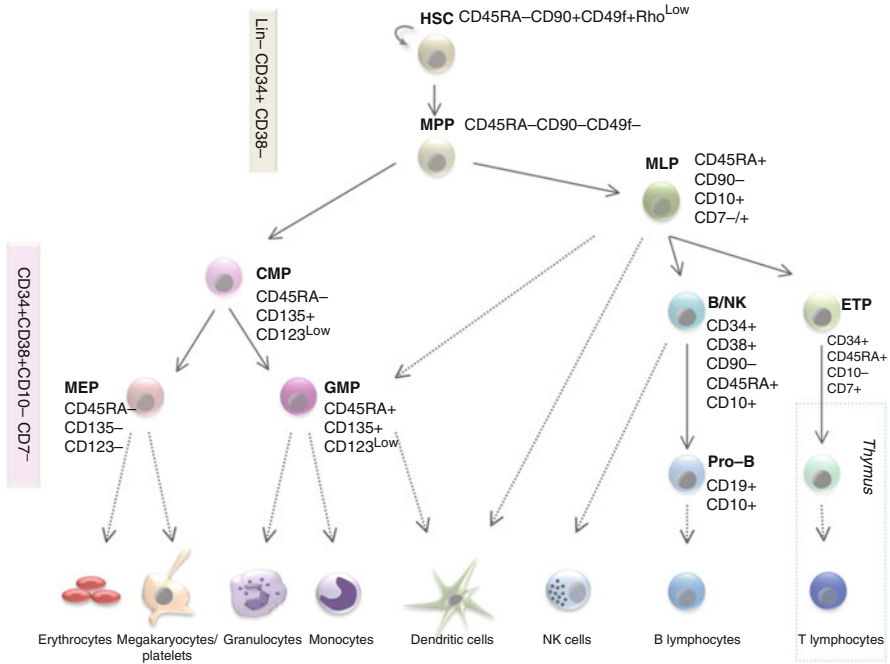 HSC CD45RA–CD90+CD49f+Rho^Low
Lin– CD34+ CD38–
MPP CD45RA–CD90–CD49f–
MLP CD45RA+
CD90–
CD10+
CD7–/+
CD34+CD38+CD10– CD7–
CMP
CD45RA–
CD135+
CD123^Low
B/NK
CD34+
CD38+
CD90–
CD45RA+
CD10+
ETP
CD34+
CD45RA+
CD10–
CD7+
MEP
CD45RA–
CD135–
CD123–
GMP
CD45RA+
CD135+
CD123^Low
Pro–B
CD19+
CD10+
Thymus
Erythrocytes
Megakaryocytes/
platelets
Granulocytes
Monocytes
Dendritic cells
NK cells
B lymphocytes
T lymphocytes